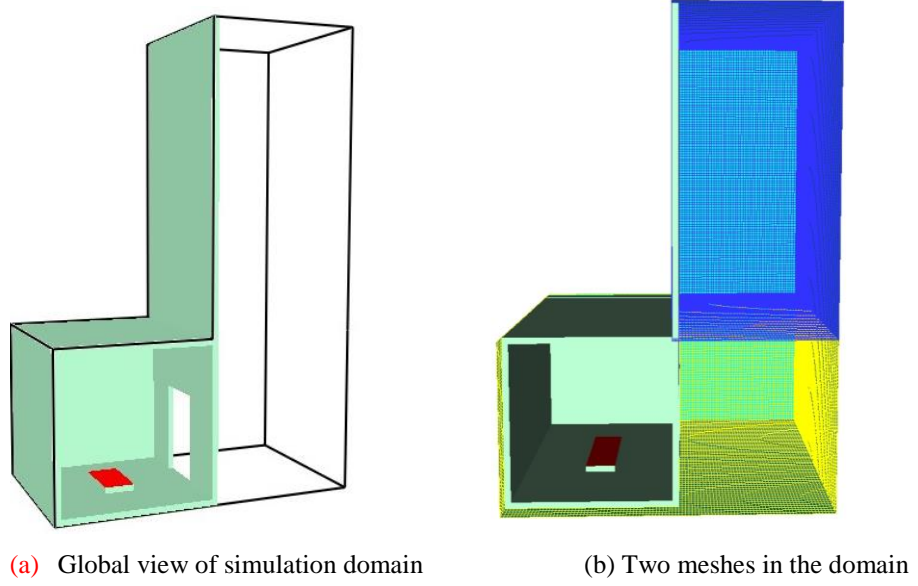 (a) Global view of simulation domain
(b) Two meshes in the domain